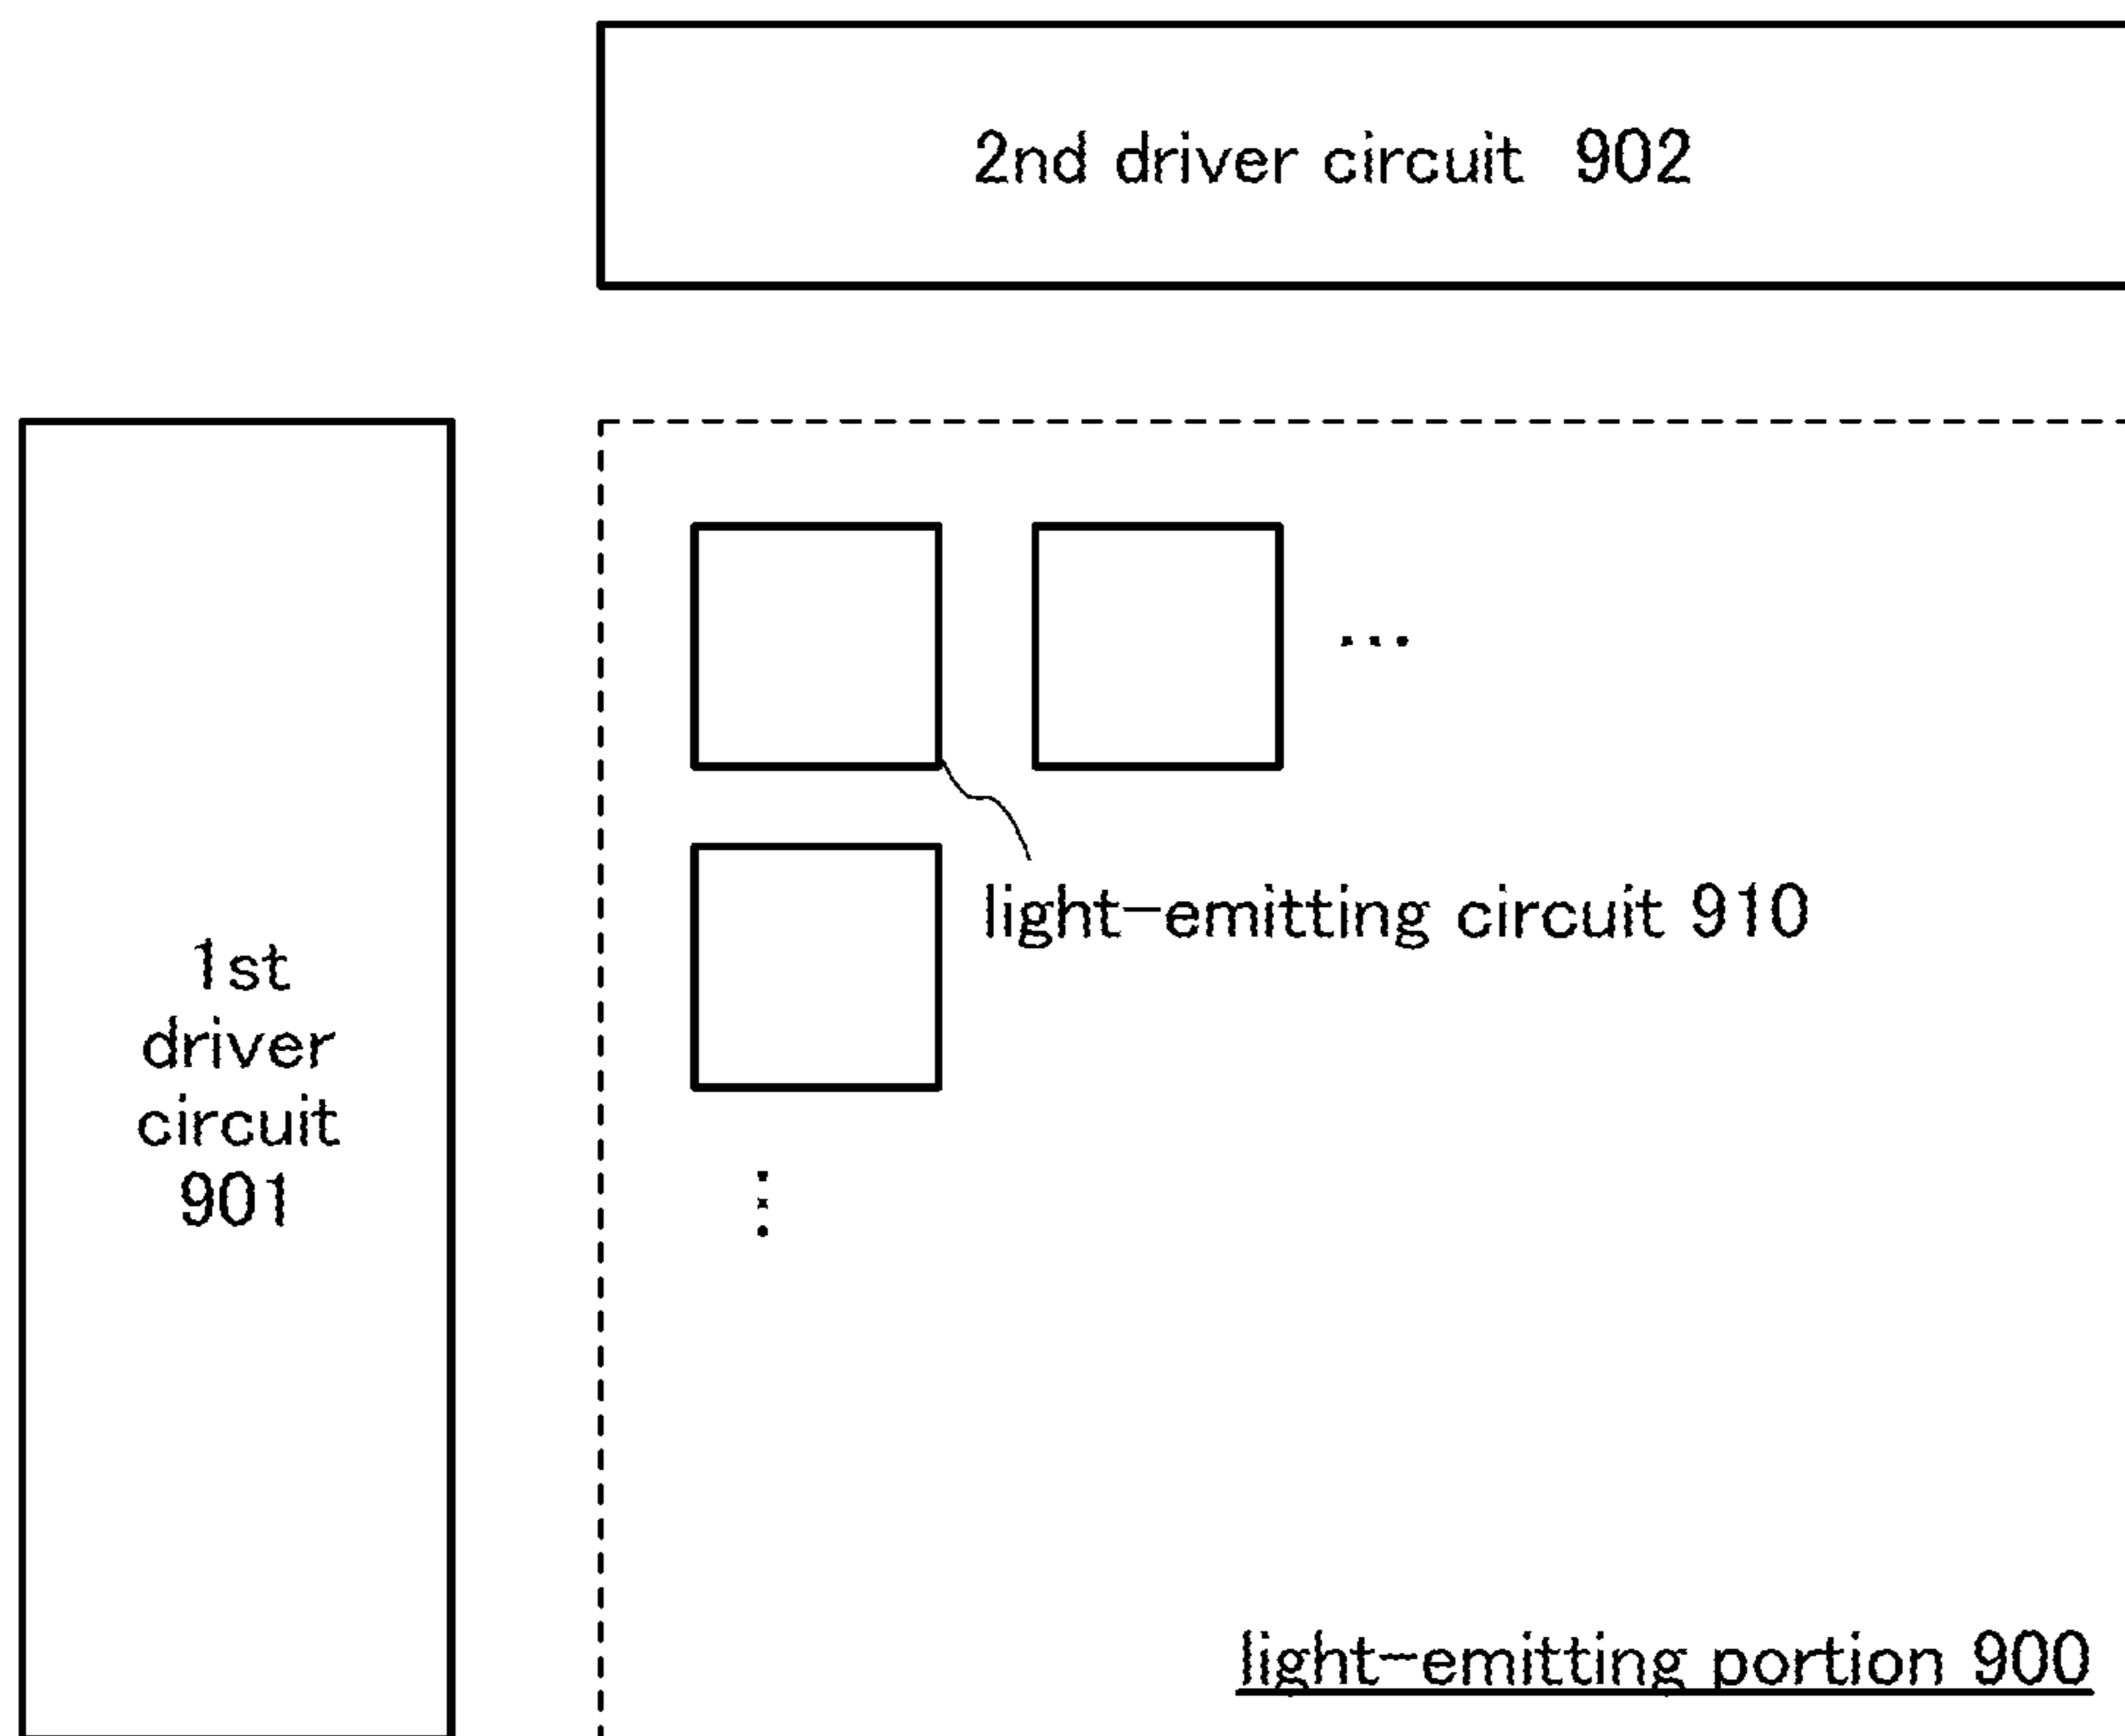 2nd driver circuit 902
light-emitting circuit 910
1st
driver
circuit
901
light-emitting portion 900